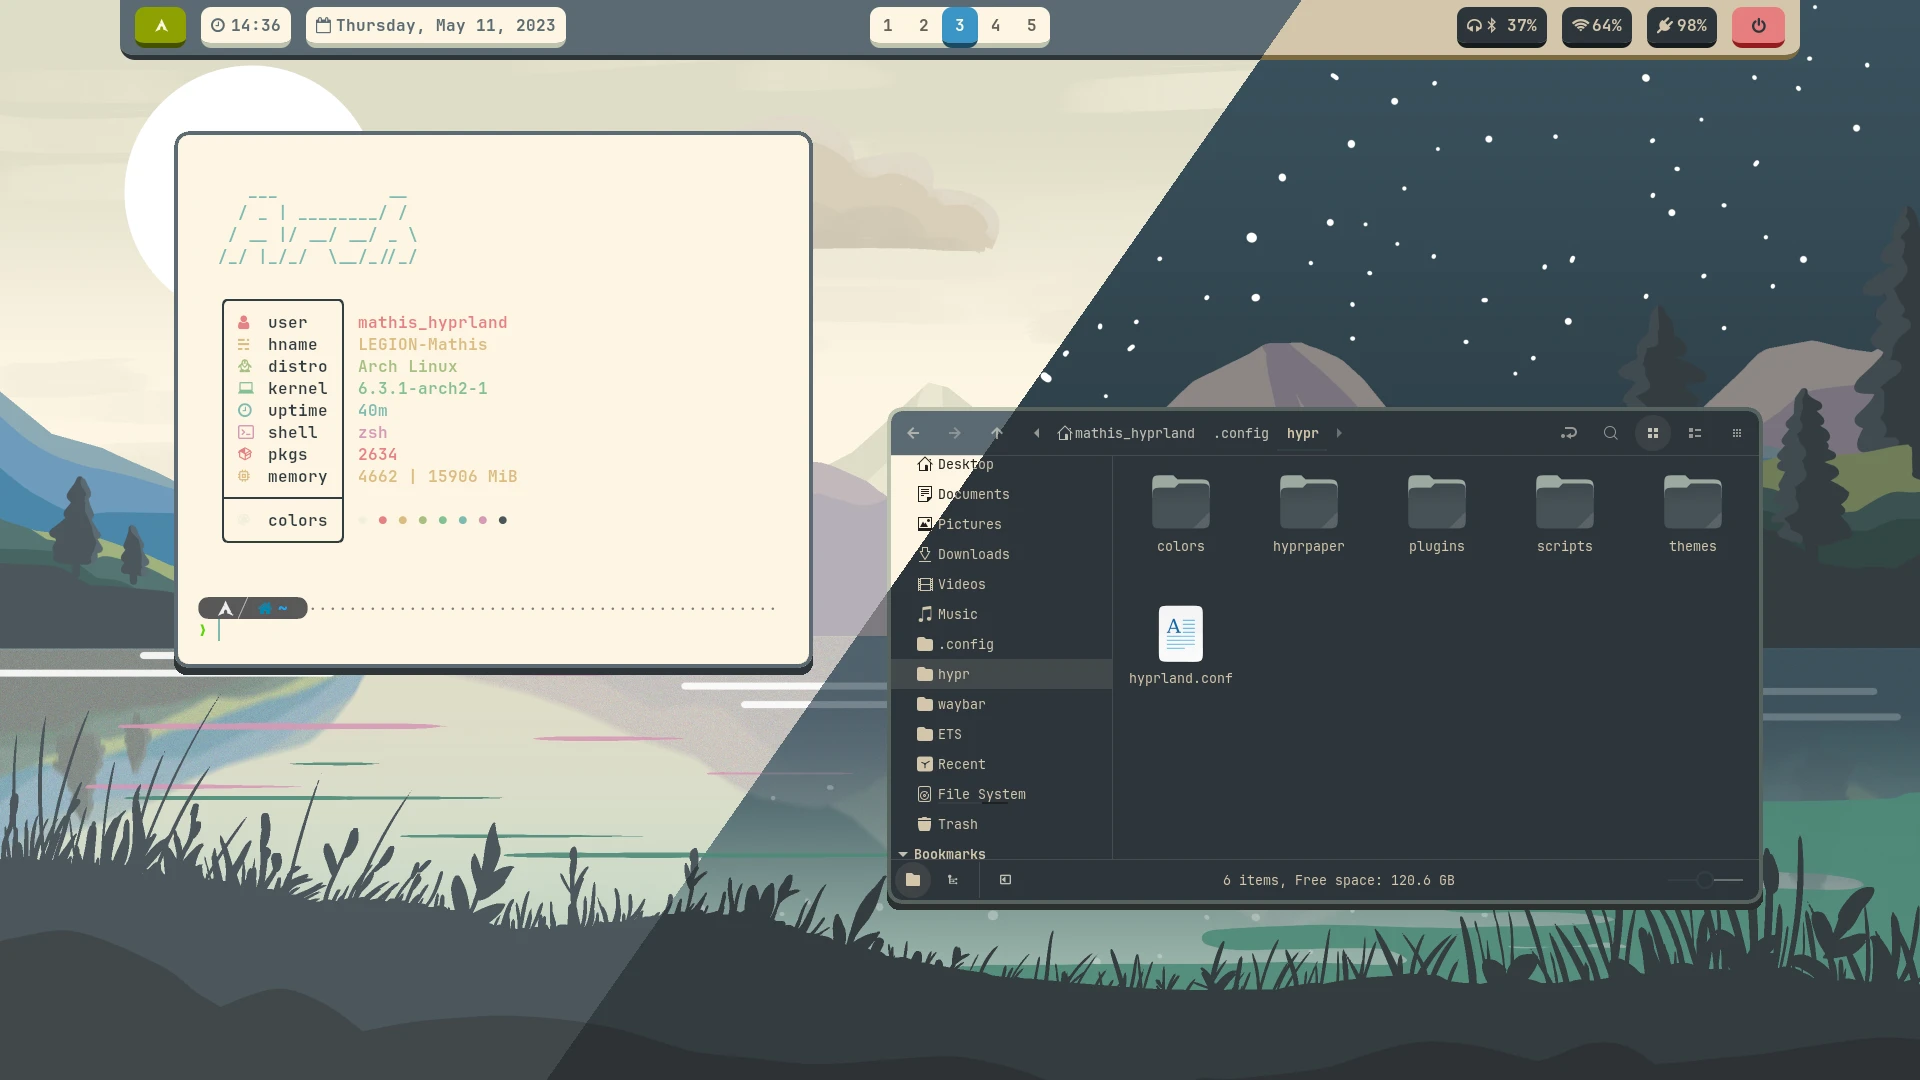 14:36
Thursday, May 11, 2023
1 2 3 4 5
37%
64%
98%
user mathis_hyprland
hname LEGION-Mathis
distro Arch Linux
kernel 6.3.1-arch2-1
uptime 40m
shell zsh
pkgs 2634
memory 4662 | 15906 MiB
colors
~
❯
mathis_hyprland .config hypr
Desktop
Documents
Pictures
Downloads
Videos
Music
.config
hypr
waybar
ETS
Recent
File System
Trash
Bookmarks
colors hyprpaper plugins scripts themes
hyprland.conf
6 items, Free space: 120.6 GB